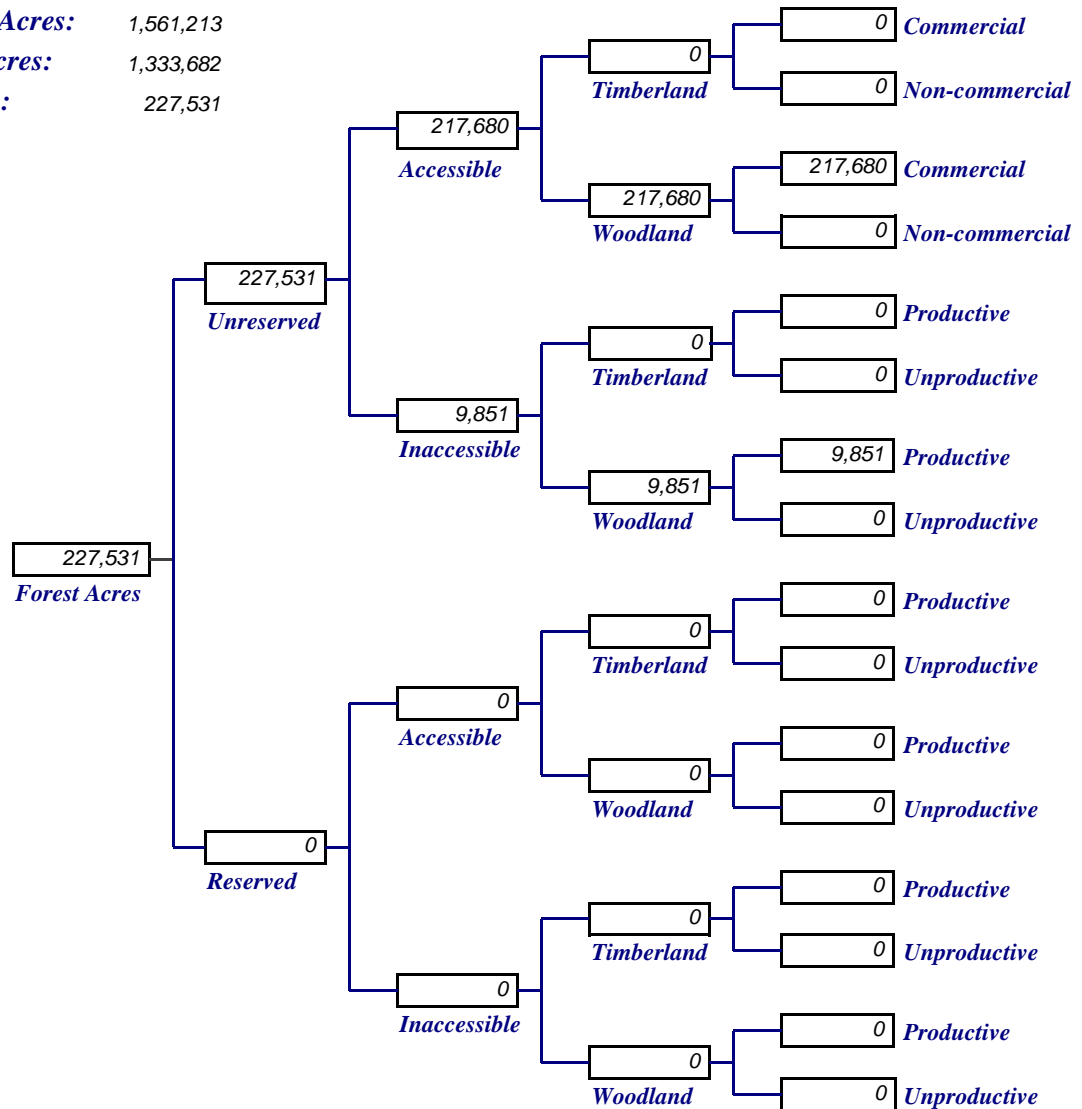 Acres: 1,561,213
cres: 1,333,682
: 227,531
0 Commercial
0
Timberland
0 Non-commercial
217,680
Accessible
217,680 Commercial
217,680
Woodland
0 Non-commercial
227,531
Unreserved
0 Productive
0
Timberland
0 Unproductive
9,851
Inaccessible
9,851 Productive
9,851
Woodland
0 Unproductive
227,531
Forest Acres
0 Productive
0
Timberland
0 Unproductive
0
Accessible
0 Productive
0
Woodland
0 Unproductive
0
Reserved
0 Productive
0
Timberland
0 Unproductive
0
Inaccessible
0 Productive
0
Woodland
0 Unproductive